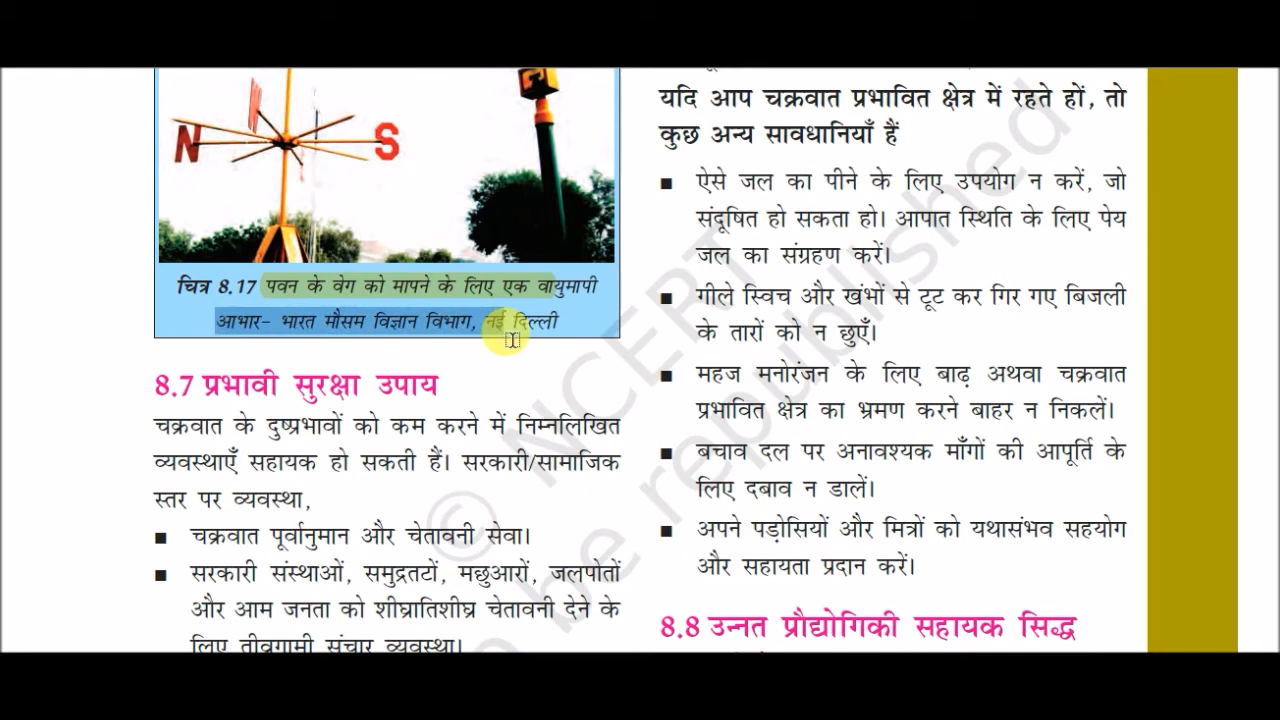 N
S
चित्र 8.17 पवन के वेग को मापने के लिए एक वायुमापी
आभार- भारत मौसम विज्ञान विभाग, नई दिल्ली
8.7 प्रभावी सुरक्षा उपाय
चक्रवात के दुष्प्रभावों को कम करने में निम्नलिखित
व्यवस्थाएँ सहायक हो सकती हैं। सरकारी/सामाजिक
स्तर पर व्यवस्था,
■ चक्रवात पूर्वानुमान और चेतावनी सेवा।
■ सरकारी संस्थाओं, समुद्रतटों, मछुआरों, जलपोतों
और आम जनता को शीघ्रातिशीघ्र चेतावनी देने के
लिए तीव्रगामी संचार व्यवस्था।
यदि आप चक्रवात प्रभावित क्षेत्र में रहते हों, तो
कुछ अन्य सावधानियाँ हैं
■ ऐसे जल का पीने के लिए उपयोग न करें, जो
संदूषित हो सकता हो। आपात स्थिति के लिए पेय
जल का संग्रहण करें।
■ गीले स्विच और खंभों से टूट कर गिर गए बिजली
के तारों को न छुएँ।
■ महज मनोरंजन के लिए बाढ़ अथवा चक्रवात
प्रभावित क्षेत्र का भ्रमण करने बाहर न निकलें।
■ बचाव दल पर अनावश्यक माँगों की आपूर्ति के
लिए दबाव न डालें।
■ अपने पड़ोसियों और मित्रों को यथासंभव सहयोग
और सहायता प्रदान करें।
8.8 उन्नत प्रौद्योगिकी सहायक सिद्ध
© NCERT
be republished